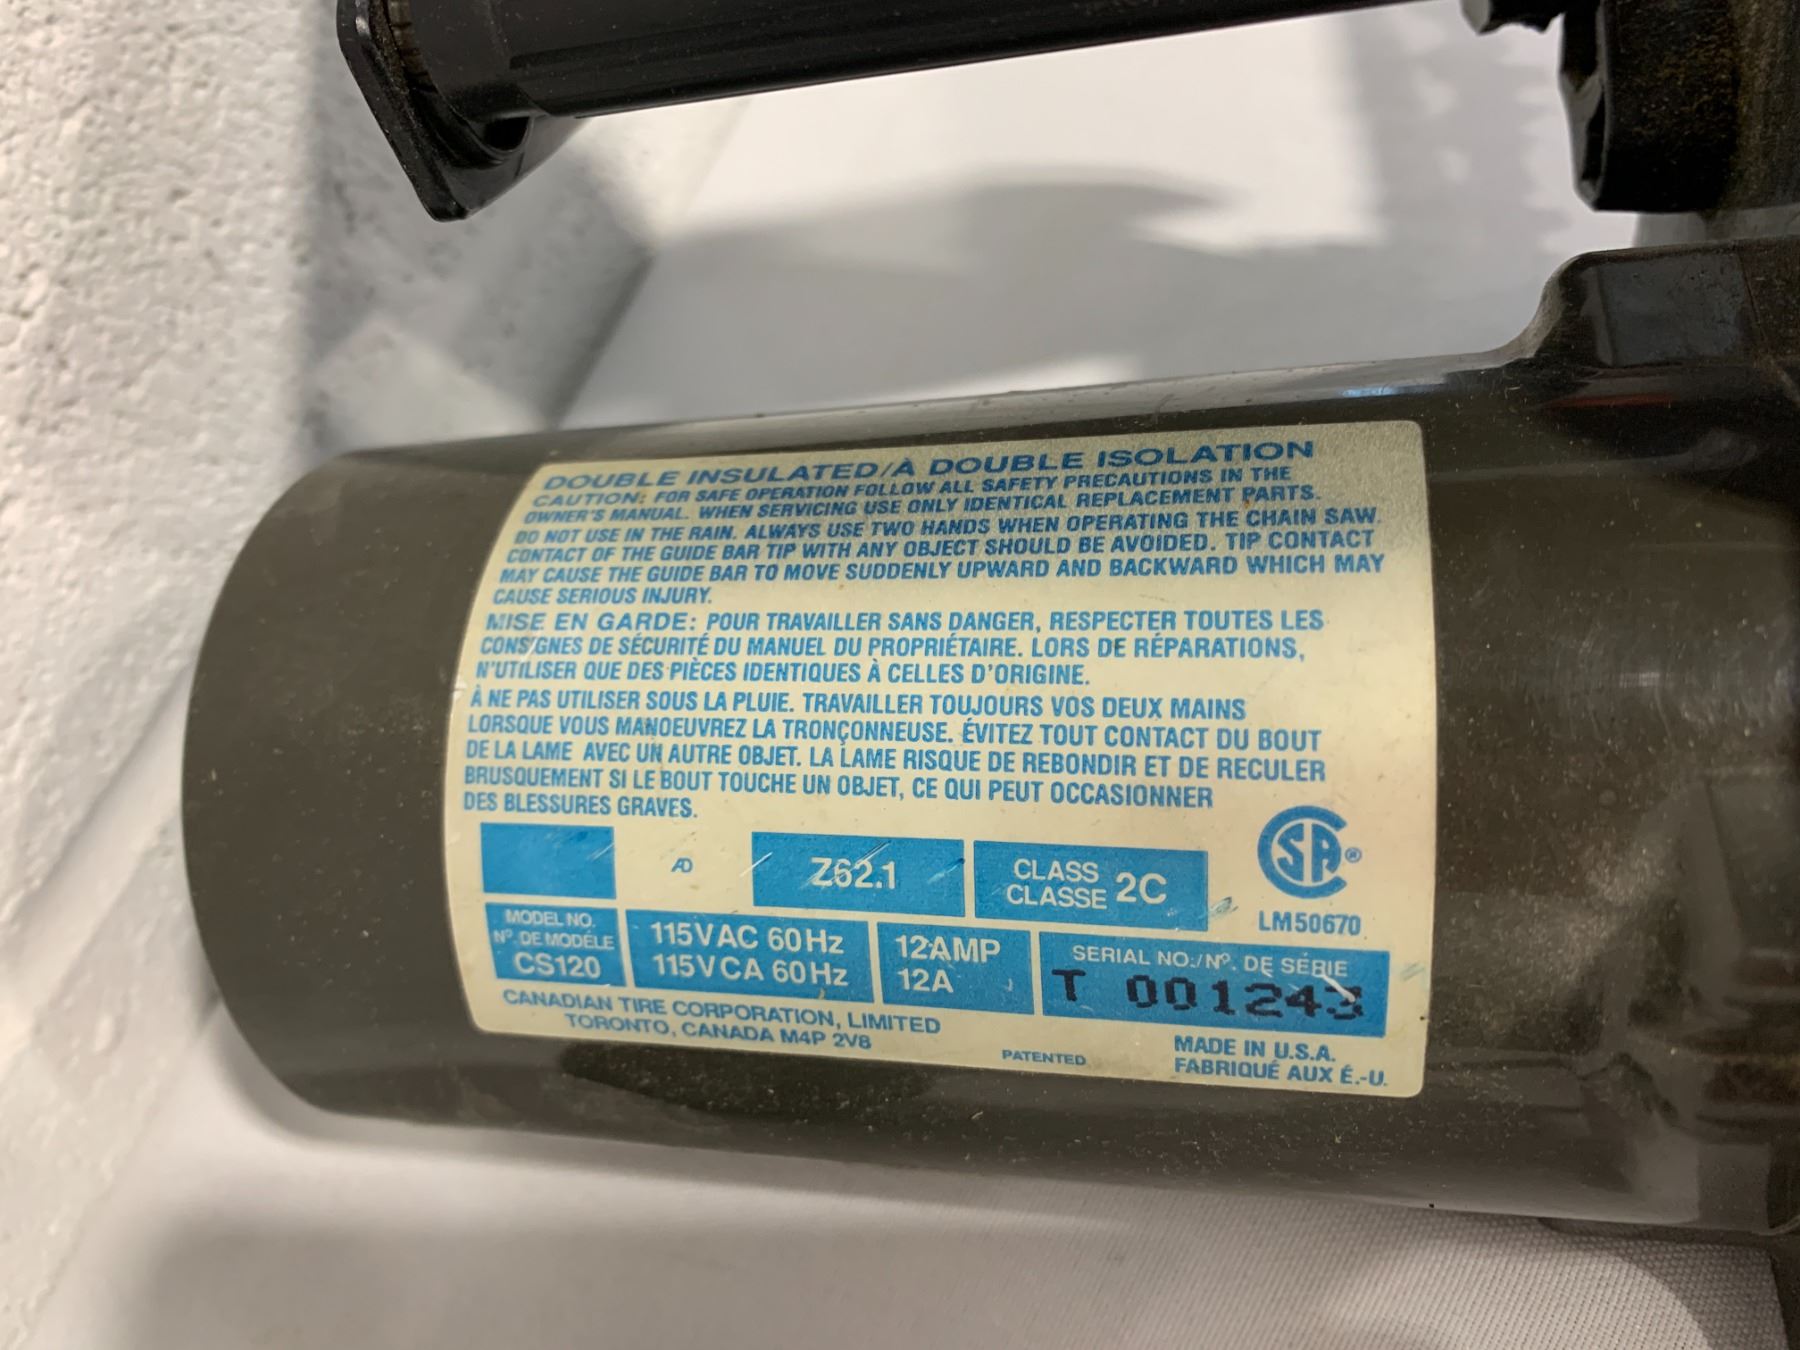 DOUBLE INSULATED/À DOUBLE ISOLATION
CAUTION: FOR SAFE OPERATION FOLLOW ALL SAFETY PRECAUTIONS IN THE
OWNER'S MANUAL. WHEN SERVICING USE ONLY IDENTICAL REPLACEMENT PARTS.
DO NOT USE IN THE RAIN. ALWAYS USE TWO HANDS WHEN OPERATING THE CHAIN SAW.
CONTACT OF THE GUIDE BAR TIP WITH ANY OBJECT SHOULD BE AVOIDED. TIP CONTACT
MAY CAUSE THE GUIDE BAR TO MOVE SUDDENLY UPWARD AND BACKWARD WHICH MAY
CAUSE SERIOUS INJURY.
MISE EN GARDE: POUR TRAVAILLER SANS DANGER, RESPECTER TOUTES LES
CONSIGNES DE SÉCURITÉ DU MANUEL DU PROPRIÉTAIRE. LORS DE RÉPARATIONS,
N'UTILISER QUE DES PIÈCES IDENTIQUES À CELLES D'ORIGINE.
À NE PAS UTILISER SOUS LA PLUIE. TRAVAILLER TOUJOURS VOS DEUX MAINS
LORSQUE VOUS MANOEUVREZ LA TRONÇONNEUSE. ÉVITEZ TOUT CONTACT DU BOUT
DE LA LAME AVEC UN AUTRE OBJET. LA LAME RISQUE DE REBONDIR ET DE RECULER
BRUSQUEMENT SI LE BOUT TOUCHE UN OBJET, CE QUI PEUT OCCASIONNER
DES BLESSURES GRAVES.
AD
Z62.1
CLASS
CLASSE 2C
CSA®
LM50670
MODEL NO.
Nº. DE MODÈLE
CS120
115VAC 60Hz
115VCA 60Hz
12AMP
12A
SERIAL NO./Nº. DE SÉRIE
T 001243
CANADIAN TIRE CORPORATION, LIMITED
TORONTO, CANADA M4P 2V8
PATENTED
MADE IN U.S.A.
FABRIQUÉ AUX É.-U.